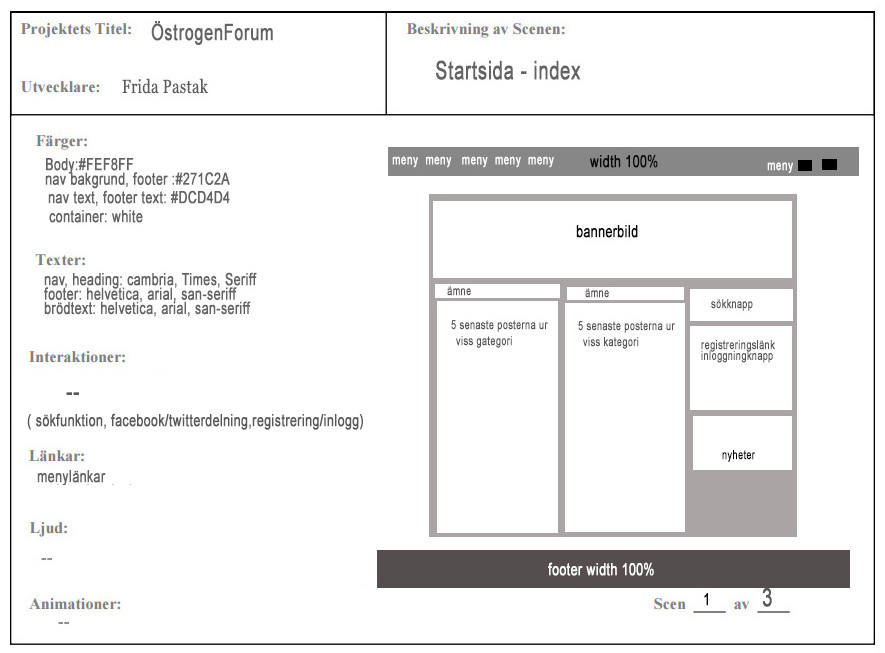 Projektets Titel: ÖstrogenForum
Utvecklare: Frida Pastak
Beskrivning av Scenen:
Startsida - index
Färger:
Body:#FEF8FF
nav bakgrund, footer :#271C2A
nav text, footer text: #DCD4D4
container: white
Texter:
nav, heading: cambria, Times, Seriff
footer: helvetica, arial, san-seriff
brödtext: helvetica, arial, san-seriff
Interaktioner:
--
( sökfunktion, facebook/twitterdelning,registrering/inlogg)
Länkar:
menylänkar
Ljud:
--
Animationer:
--
meny meny meny meny meny width 100% meny
bannerbild
ämne
5 senaste posterna ur
viss gategori
ämne
5 senaste posterna ur
viss kategori
sökknapp
registreringslänk
inloggningknapp
nyheter
footer width 100%
Scen 1 av 3